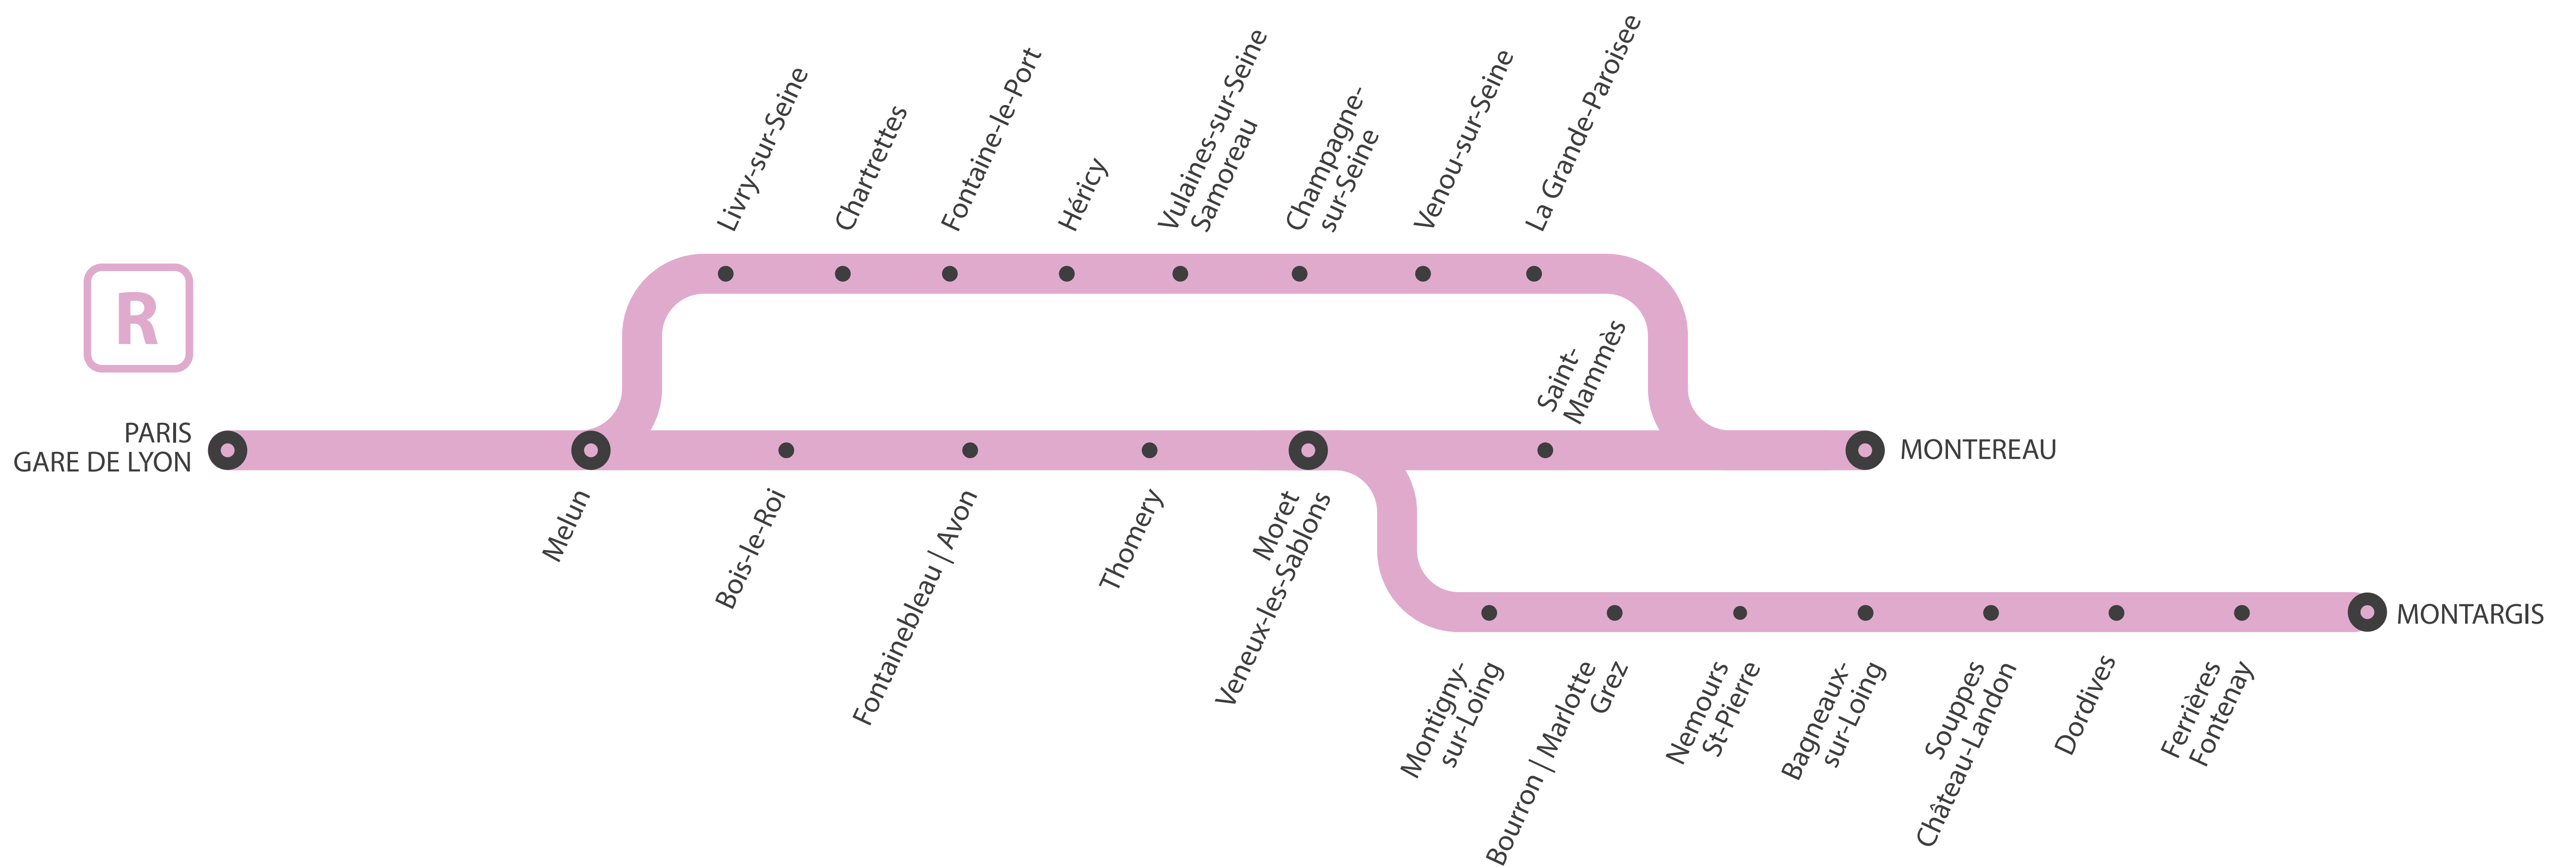 Livry-sur-Seine
Chartrettes
Fontaine-le-Port
Héricy
Vulaines-sur-Seine
Samoreau
Champagne-
sur-Seine
Venou-sur-Seine
La Grande-Paroisee
R
Saint-
Mammès
PARIS
GARE DE LYON
MONTEREAU
Melun
Bois-le-Roi
Fontainebleau | Avon
Thomery
Moret
Veneux-les-Sablons
MONTARGIS
Montigny-
sur-Loing
Bourron | Marlotte
Grez
Nemours
St-Pierre
Bagneaux-
sur-Loing
Souppes
Château-Landon
Dordives
Ferrières
Fontenay